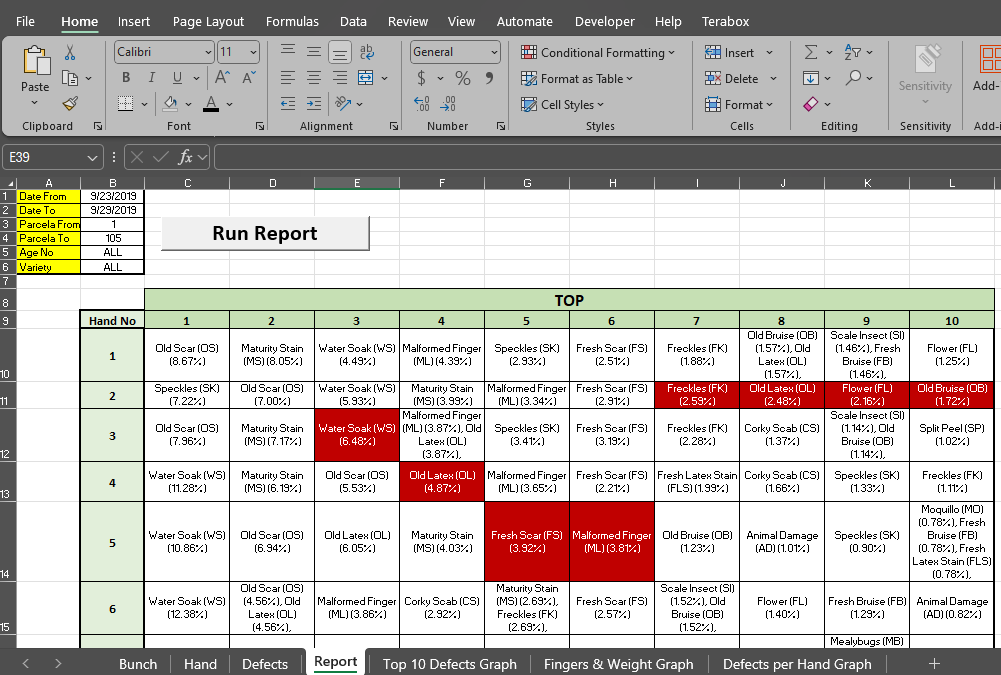 File Home Insert Page Layout Formulas Data Review View Automate Developer Help Terabox
Calibri 11 General Conditional Formatting Insert
Paste B I U A A $ % 9 Format as Table Delete Sensitivity Add-
A Cell Styles Format
Clipboard Font Alignment Number Styles Cells Editing Sensitivity Add-i
E39 fx
A B C D E F G H I J K L
1 Date From 9/23/2019
2 Date To 9/29/2019
3 Parcela From 1
4 Parcela To 105
5 Age No ALL
6 Variety ALL
Run Report
7
8 TOP
9 Hand No 1 2 3 4 5 6 7 8 9 10
10 1 Old Scar (OS) (8.67%) Maturity Stain (MS) (8.05%) Water Soak (WS) (4.49%) Malformed Finger (ML) (4.39%) Speckles (SK) (2.93%) Fresh Scar (FS) (2.51%) Freckles (FK) (1.88%) Old Bruise (OB) (1.57%), Old Latex (OL) (1.57%), Scale Insect (SI) (1.46%), Fresh Bruise (FB) (1.46%), Flower (FL) (1.25%)
11 2 Speckles (SK) (7.22%) Old Scar (OS) (7.00%) Water Soak (WS) (5.93%) Maturity Stain (MS) (3.99%) Malformed Finger (ML) (3.34%) Fresh Scar (FS) (2.91%) Freckles (FK) (2.59%) Old Latex (OL) (2.48%) Flower (FL) (2.16%) Old Bruise (OB) (1.72%)
12 3 Old Scar (OS) (7.96%) Maturity Stain (MS) (7.17%) Water Soak (WS) (6.48%) Malformed Finger (ML) (3.87%), Old Latex (OL) (3.87%), Speckles (SK) (3.41%) Fresh Scar (FS) (3.19%) Freckles (FK) (2.28%) Corky Scab (CS) (1.37%) Scale Insect (SI) (1.14%), Old Bruise (OB) (1.14%), Split Peel (SP) (1.02%)
13 4 Water Soak (WS) (11.28%) Maturity Stain (MS) (6.19%) Old Scar (OS) (5.53%) Old Latex (OL) (4.87%) Malformed Finger (ML) (3.65%) Fresh Scar (FS) (2.21%) Fresh Latex Stain (FLS) (1.99%) Corky Scab (CS) (1.66%) Speckles (SK) (1.33%) Freckles (FK) (1.11%)
14 5 Water Soak (WS) (10.86%) Old Scar (OS) (6.94%) Old Latex (OL) (6.05%) Maturity Stain (MS) (4.03%) Fresh Scar (FS) (3.92%) Malformed Finger (ML) (3.81%) Old Bruise (OB) (1.23%) Animal Damage (AD) (1.01%) Speckles (SK) (0.90%) Moquillo (MO) (0.78%), Fresh Bruise (FB) (0.78%), Fresh Latex Stain (FLS) (0.78%),
15 6 Water Soak (WS) (12.38%) Old Scar (OS) (4.56%), Old Latex (OL) (4.56%), Malformed Finger (ML) (3.86%) Corky Scab (CS) (2.92%) Maturity Stain (MS) (2.69%), Freckles (FK) (2.69%), Fresh Scar (FS) (2.57%) Scale Insect (SI) (1.52%), Old Bruise (OB) (1.52%), Flower (FL) (1.40%) Fresh Bruise (FB) (1.29%) Animal Damage (AD) (0.82%)
Mealybugs (MB)
Bunch Hand Defects Report Top 10 Defects Graph Fingers & Weight Graph Defects per Hand Graph